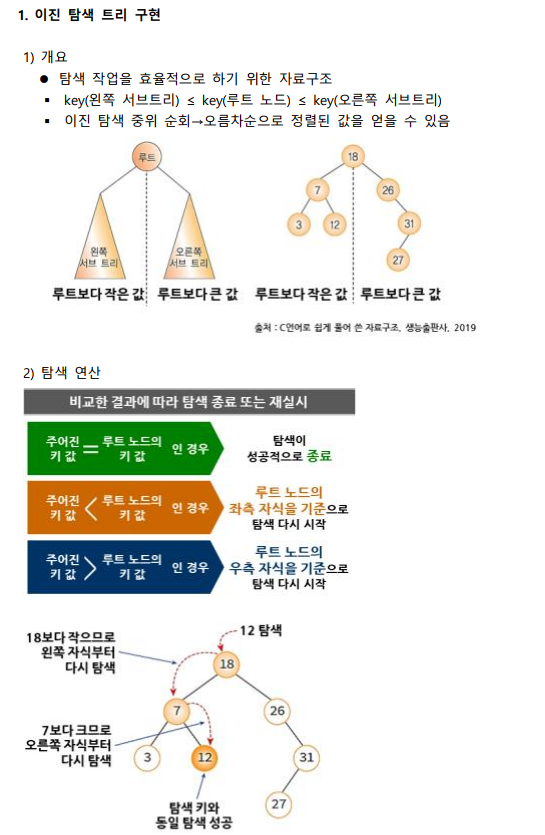 1. 이진 탐색 트리 구현
1) 개요
● 탐색 작업을 효율적으로 하기 위한 자료구조
▪ key(왼쪽 서브트리) ≤ key(루트 노드) ≤ key(오른쪽 서브트리)
▪ 이진 탐색 중위 순회→오름차순으로 정렬된 값을 얻을 수 있음
루트
왼쪽
서브 트리
오른쪽
서브 트리
루트보다 작은 값
루트보다 큰 값
18
7
26
3
12
31
27
루트보다 작은 값
루트보다 큰 값
출처 : C언어로 쉽게 풀어 쓴 자료구조, 생능출판사, 2019
2) 탐색 연산
비교한 결과에 따라 탐색 종료 또는 재실시
주어진 키 값 = 루트 노드의 키 값 인 경우
탐색이
성공적으로 종료
주어진 키 값 < 루트 노드의 키 값 인 경우
루트 노드의
좌측 자식을 기준으로
탐색 다시 시작
주어진 키 값 > 루트 노드의 키 값 인 경우
루트 노드의
우측 자식을 기준으로
탐색 다시 시작
12 탐색
18보다 작으므로
왼쪽 자식부터
다시 탐색
18
7
26
7보다 크므로
오른쪽 자식부터
다시 탐색
3
12
31
27
탐색 키와
동일 탐색 성공